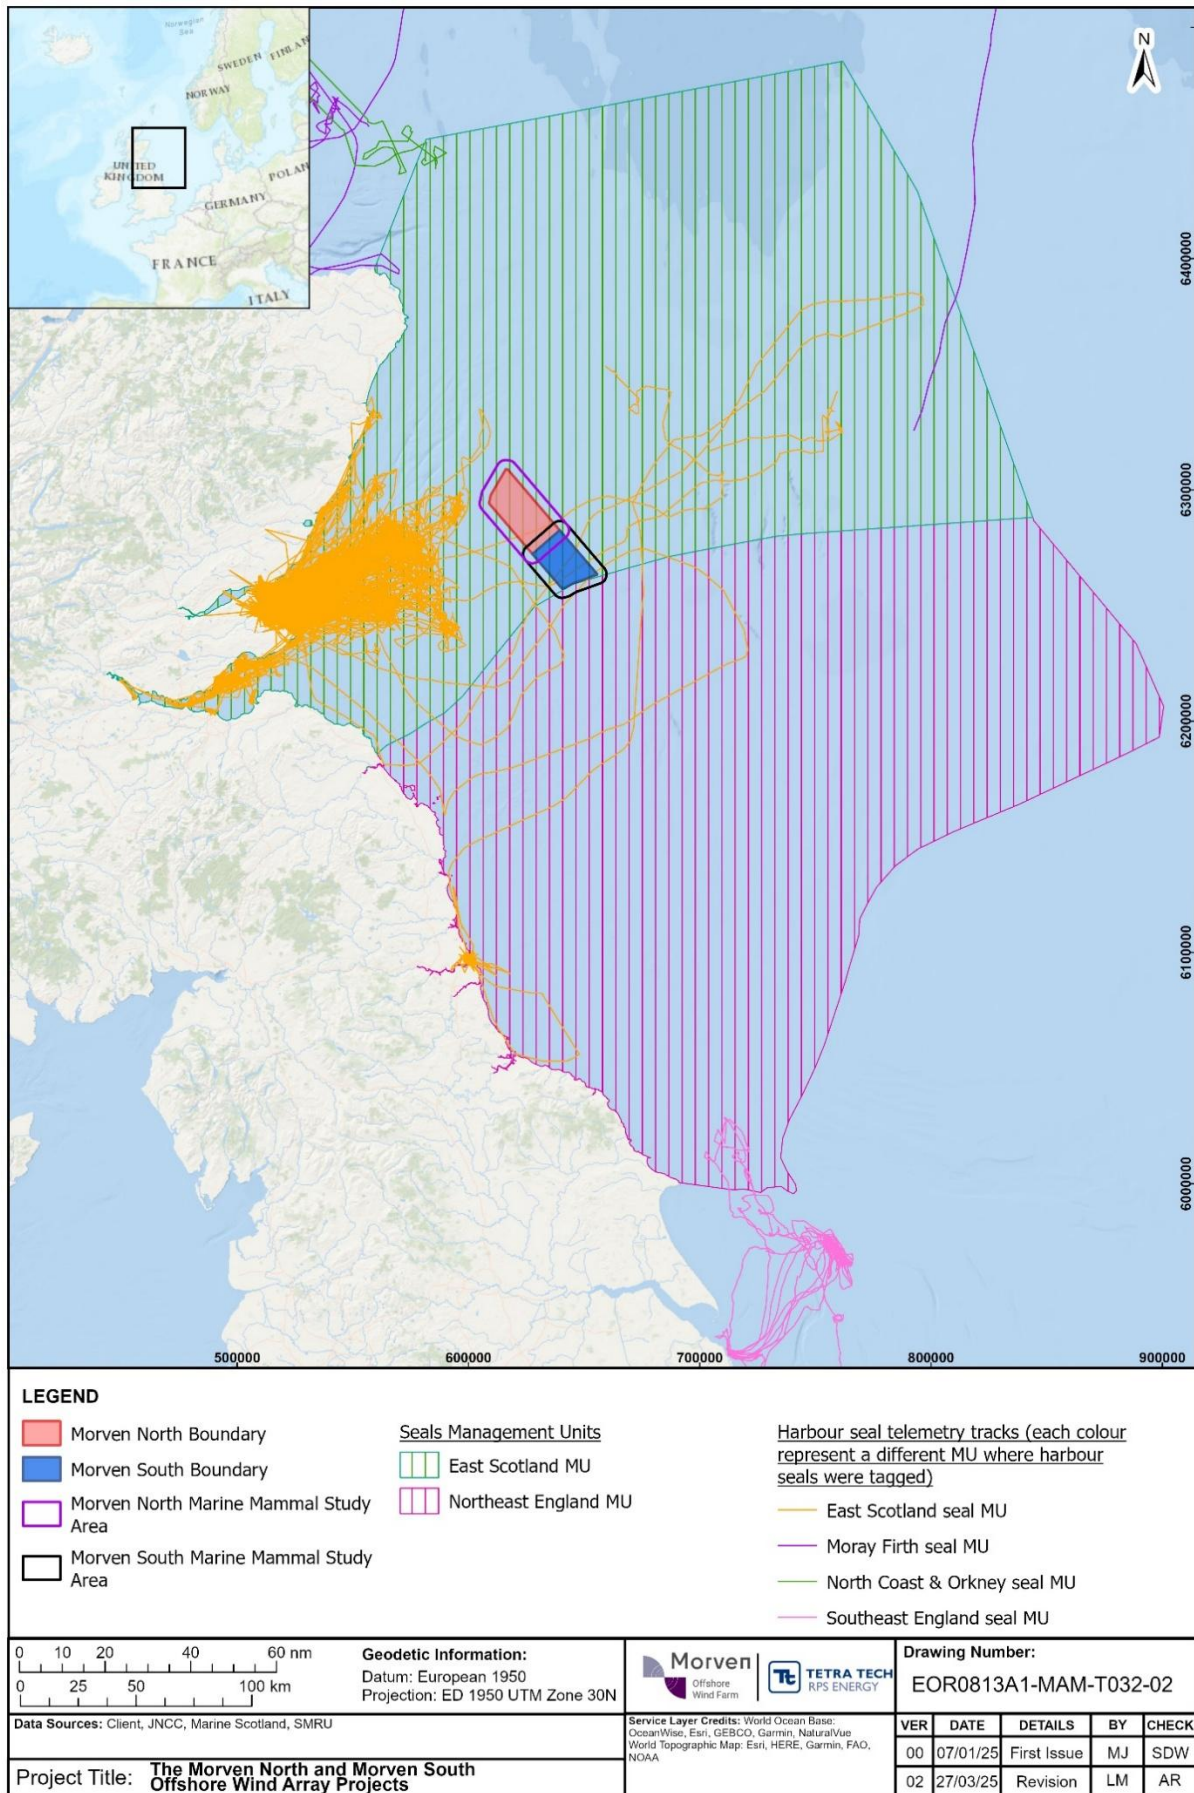 Norwegian
Sea
SWEDEN
FINLAN
NORWAY
UNITED
KINGDOM
POLAN
GERMANY
FRANCE
ITALY
N
6400000
6300000
6200000
6100000
6000000
500000
600000
700000
800000
900000
LEGEND
Morven North Boundary
Morven South Boundary
Morven North Marine Mammal Study
Area
Morven South Marine Mammal Study
Area
Seals Management Units
East Scotland MU
Northeast England MU
Harbour seal telemetry tracks (each colour
represent a different MU where harbour
seals were tagged)
East Scotland seal MU
Moray Firth seal MU
North Coast & Orkney seal MU
Southeast England seal MU
0 10 20 40 60 nm
0 25 50 100 km
Geodetic Information:
Datum: European 1950
Projection: ED 1950 UTM Zone 30N
Morven
Offshore
Wind Farm
Tt
TETRA TECH
RPS ENERGY
Drawing Number:
EOR0813A1-MAM-T032-02
Data Sources: Client, JNCC, Marine Scotland, SMRU
Service Layer Credits: World Ocean Base:
OceanWise, Esri, GEBCO, Garmin, NaturalVue
World Topographic Map: Esri, HERE, Garmin, FAO,
NOAA
VER DATE DETAILS BY CHECK
00 07/01/25 First Issue MJ SDW
02 27/03/25 Revision LM AR
Project Title: The Morven North and Morven South
Offshore Wind Array Projects